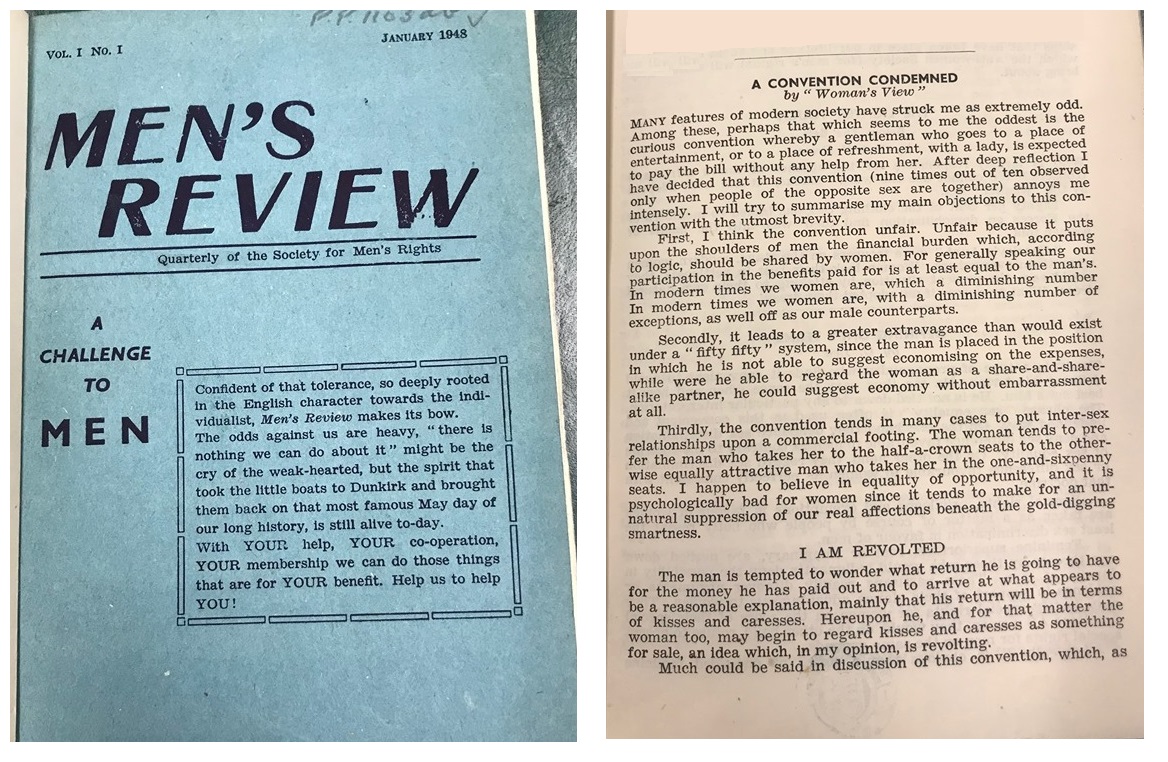 VOL. I No. I
JANUARY 1948
MEN'S
REVIEW
Quarterly of the Society for Men's Rights
A
CHALLENGE
TO
MEN
Confident of that tolerance, so deeply rooted
in the English character towards the indi-
vidualist, Men's Review makes its bow.
The odds against us are heavy, "there is
nothing we can do about it" might be the
cry of the weak-hearted, but the spirit that
took the little boats to Dunkirk and brought
them back on that most famous May day of
our long history, is still alive to-day.
With YOUR help, YOUR co-operation,
YOUR membership we can do those things
that are for YOUR benefit. Help us to help
YOU!
A CONVENTION CONDEMNED
by "Woman's View"
MANY features of modern society have struck me as extremely odd.
Among these, perhaps that which seems to me the oddest is the
curious convention whereby a gentleman who goes to a place of
entertainment, or to a place of refreshment, with a lady, is expected
to pay the bill without any help from her. After deep reflection I
have decided that this convention (nine times out of ten observed
only when people of the opposite sex are together) annoys me
intensely. I will try to summarise my main objections to this con-
vention with the utmost brevity.
First, I think the convention unfair. Unfair because it puts
upon the shoulders of men the financial burden which, according
to logic, should be shared by women. For generally speaking our
participation in the benefits paid for is at least equal to the man's.
In modern times we women are, which a diminishing number
In modern times we women are, with a diminishing number of
exceptions, as well off as our male counterparts.
Secondly, it leads to a greater extravagance than would exist
under a "fifty fifty" system, since the man is placed in the position
in which he is not able to suggest economising on the expenses,
while were he able to regard the woman as a share-and-share-
alike partner, he could suggest economy without embarrassment
at all.
Thirdly, the convention tends in many cases to put inter-sex
relationships upon a commercial footing. The woman tends to pre-
fer the man who takes her to the half-a-crown seats to the other-
wise equally attractive man who takes her in the one-and-sixpenny
seats. I happen to believe in equality of opportunity, and it is
psychologically bad for women since it tends to make for an un-
natural suppression of our real affections beneath the gold-digging
smartness.
I AM REVOLTED
The man is tempted to wonder what return he is going to have
for the money he has paid out and to arrive at what appears to
be a reasonable explanation, mainly that his return will be in terms
of kisses and caresses. Hereupon he, and for that matter the
woman too, may begin to regard kisses and caresses as something
for sale, an idea which, in my opinion, is revolting.
Much could be said in discussion of this convention, which, as